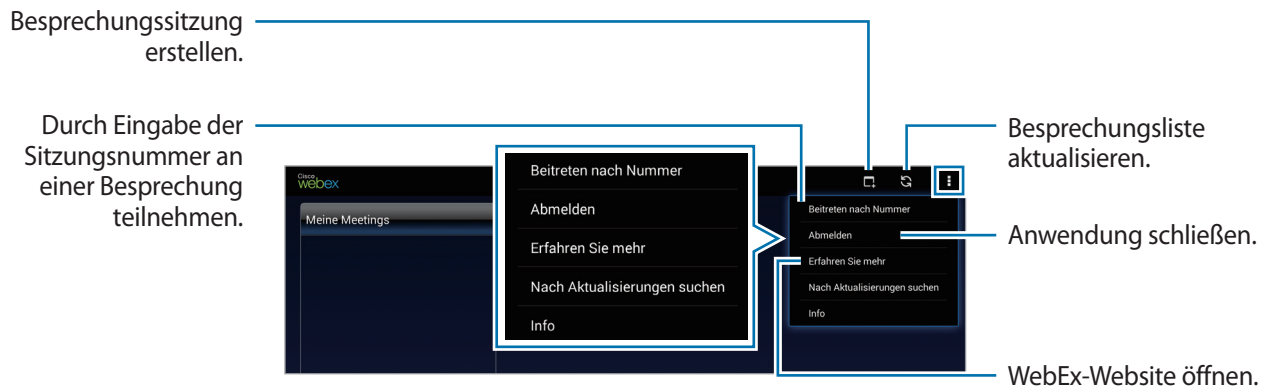 Besprechungssitzung
erstellen.
Durch Eingabe der
Sitzungsnummer an
einer Besprechung
teilnehmen.
Cisco
webex
Meine Meetings
Beitreten nach Nummer
Abmelden
Erfahren Sie mehr
Nach Aktualisierungen suchen
Info
Beitreten nach Nummer
Abmelden
Erfahren Sie mehr
Nach Aktualisierungen suchen
Info
Besprechungsliste
aktualisieren.
Anwendung schließen.
WebEx-Website öffnen.